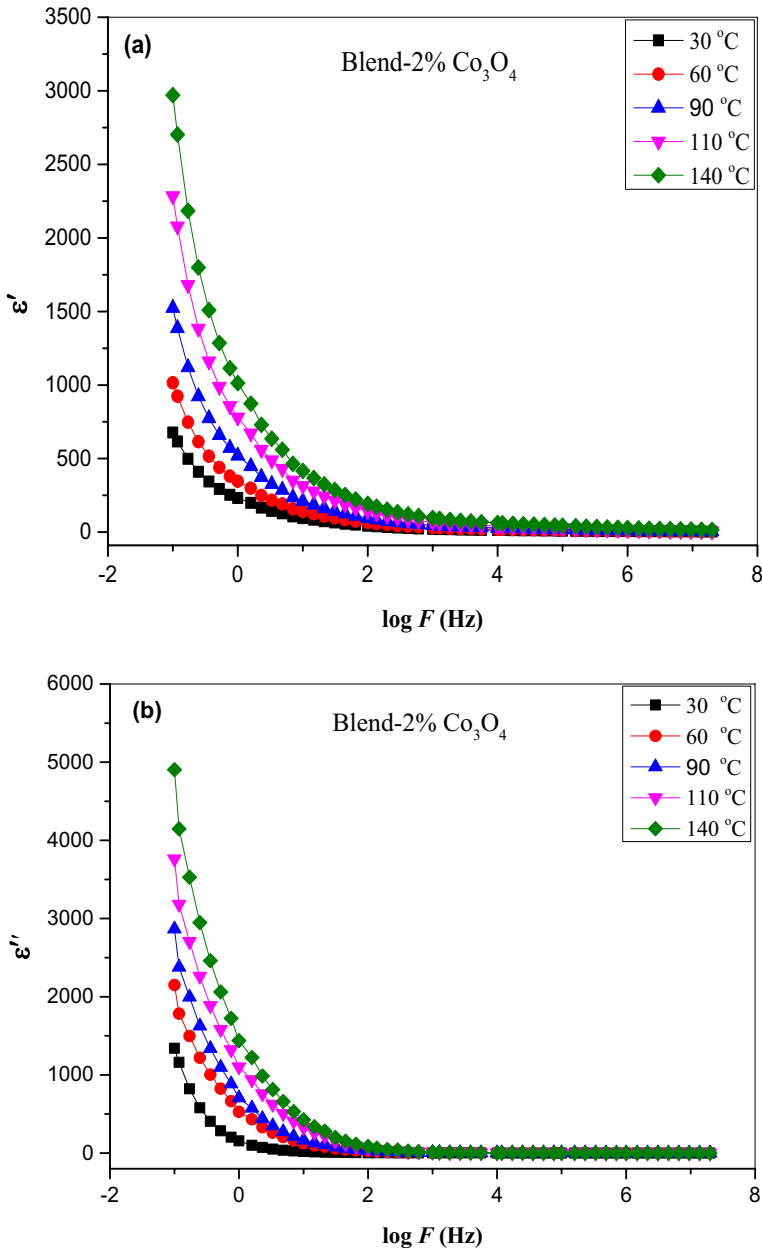 (a)
Blend-2% Co₃O₄
30 °C
60 °C
90 °C
110 °C
140 °C
3500
3000
2500
2000
1500
1000
500
0
ε′
-2 0 2 4 6 8
log F (Hz)
(b)
Blend-2% Co₃O₄
30 °C
60 °C
90 °C
110 °C
140 °C
6000
5000
4000
3000
2000
1000
0
ε″
-2 0 2 4 6 8
log F (Hz)